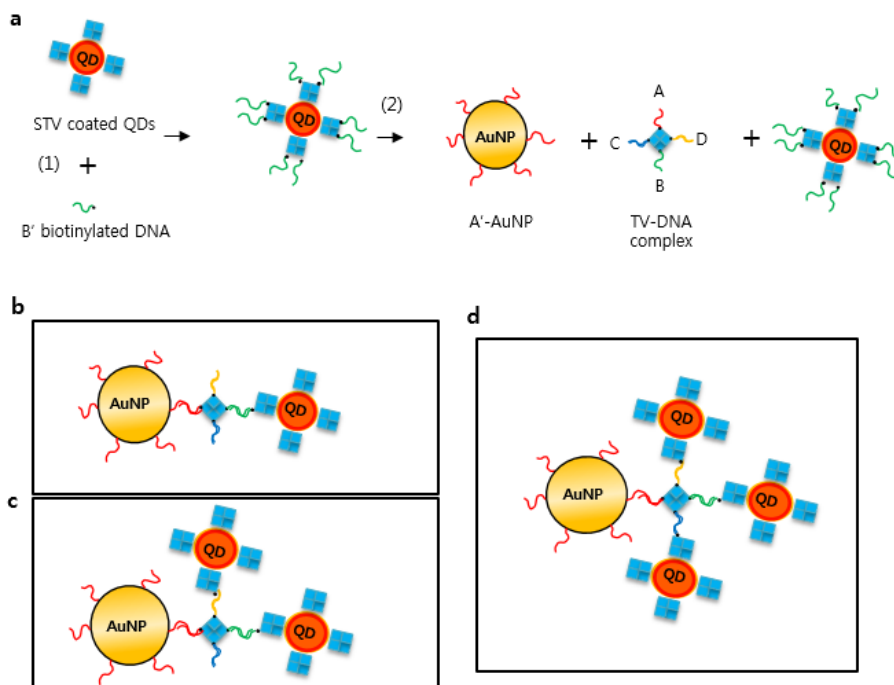 a
QD
STV coated QDs
(1) +
B' biotinylated DNA
QD
(2)
AuNP
A'-AuNP
+
A
C D
B
TV-DNA
complex
+
QD
b
AuNP
QD
c
QD
AuNP
QD
d
QD
AuNP
QD
QD